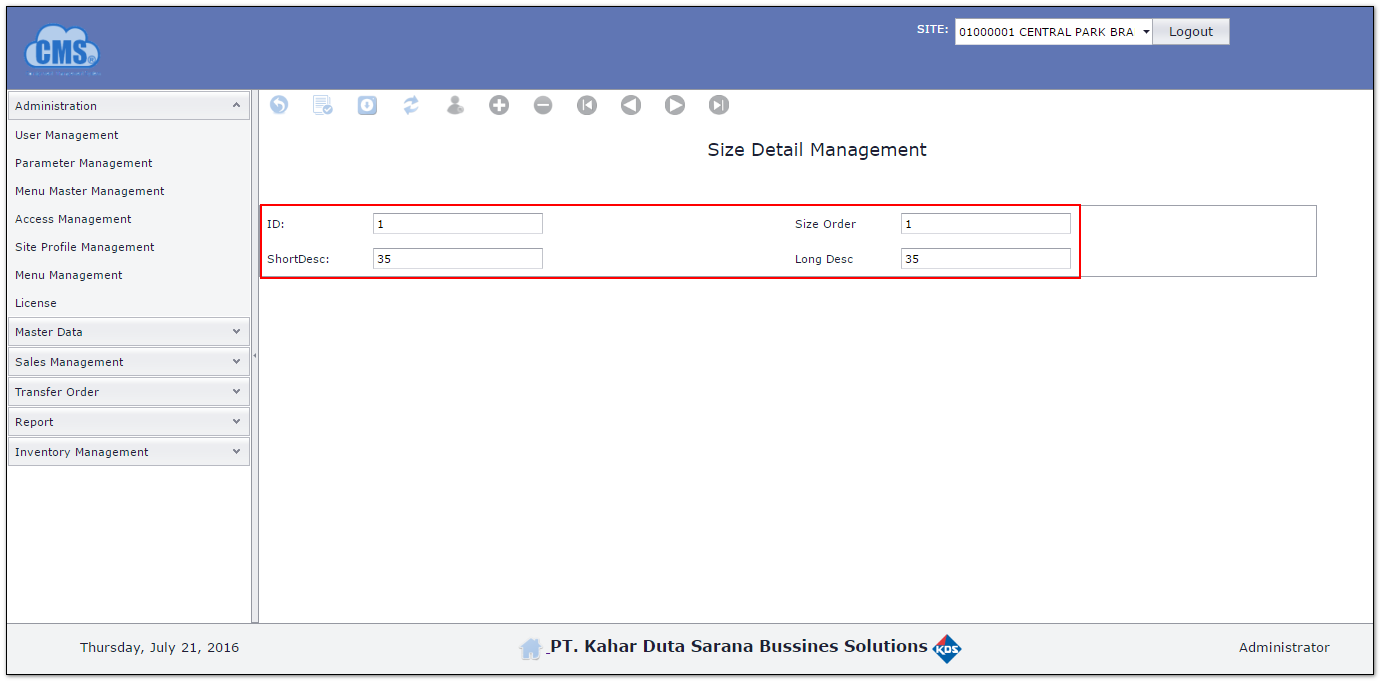 CMS®
SITE: 01000001 CENTRAL PARK BRA Logout
Administration
User Management
Parameter Management
Menu Master Management
Access Management
Site Profile Management
Menu Management
License
Master Data
Sales Management
Transfer Order
Report
Inventory Management
Size Detail Management
ID: 1 Size Order 1
ShortDesc: 35 Long Desc 35
Thursday, July 21, 2016 PT. Kahar Duta Sarana Bussines Solutions KDS Administrator